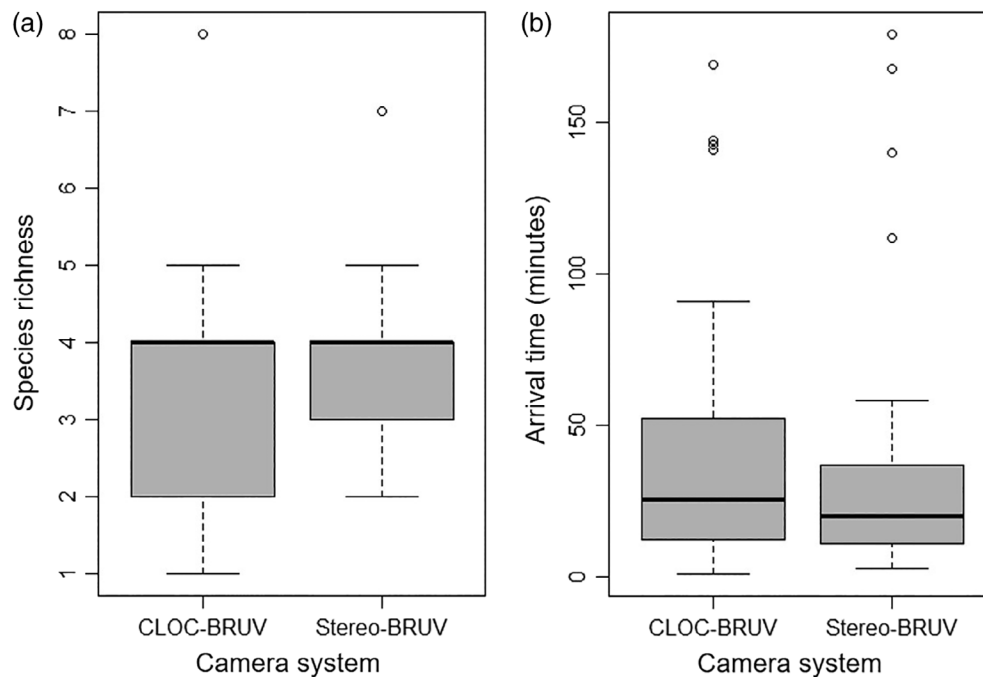 (a)
Species richness
8
7
6
5
4
3
2
1
CLOC-BRUV Stereo-BRUV
Camera system
(b)
Arrival time (minutes)
150
100
50
0
CLOC-BRUV Stereo-BRUV
Camera system